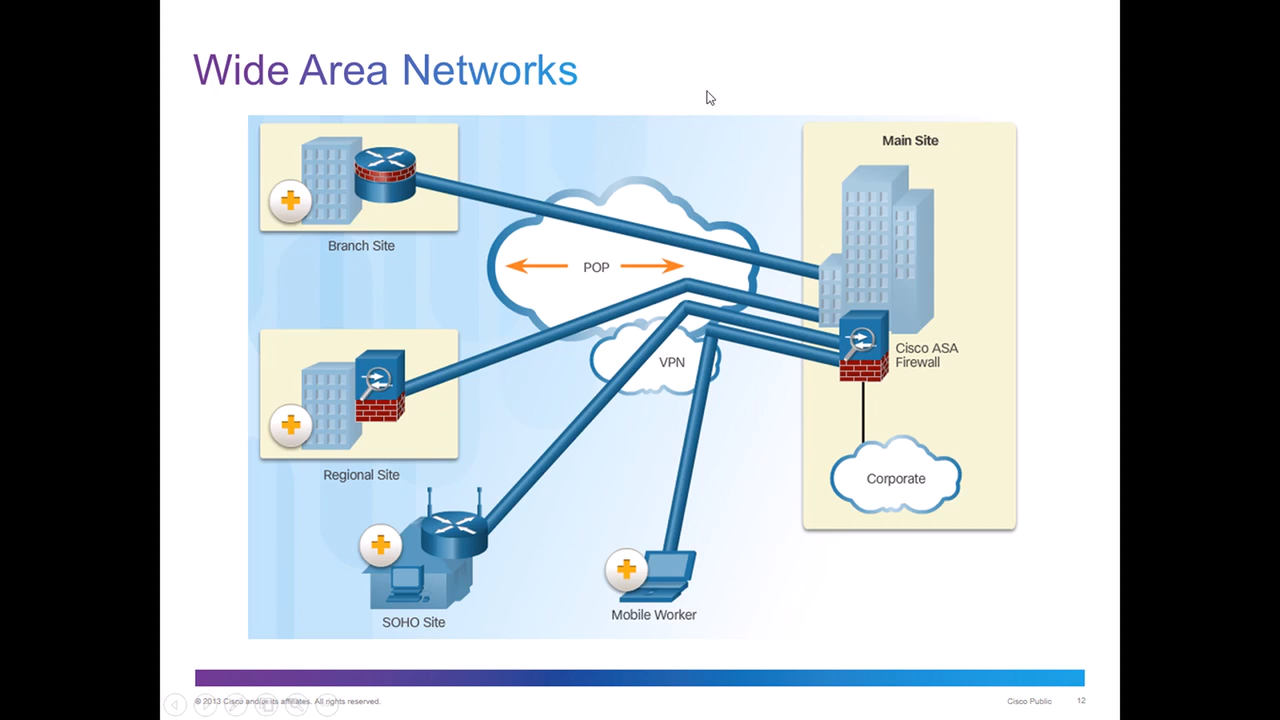 Wide Area Networks
Main Site
Branch Site
POP
VPN
Cisco ASA
Firewall
Regional Site
Corporate
SOHO Site
Mobile Worker
© 2013 Cisco and/or its affiliates. All rights reserved.
Cisco Public
12